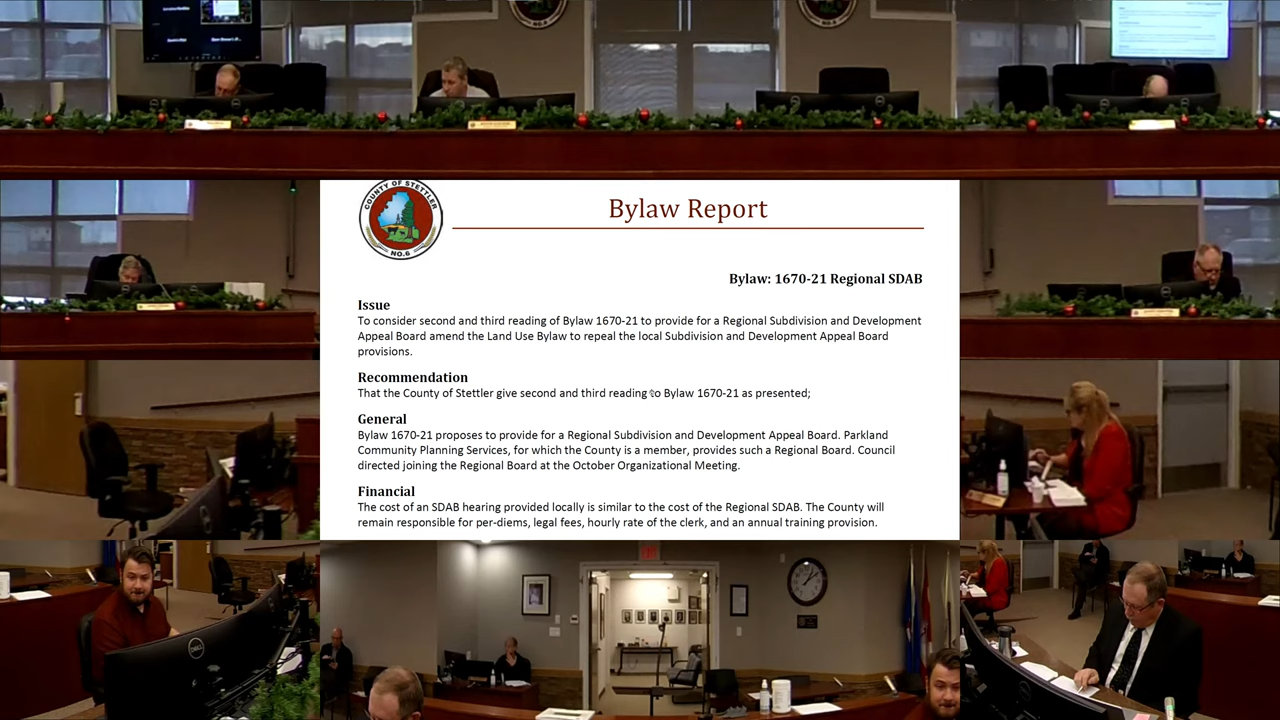 NO.6
NO.6
COUNTY OF STETTLER
NO.6
Bylaw Report
Bylaw: 1670-21 Regional SDAB
Issue
To consider second and third reading of Bylaw 1670-21 to provide for a Regional Subdivision and Development
Appeal Board amend the Land Use Bylaw to repeal the local Subdivision and Development Appeal Board
provisions.
Recommendation
That the County of Stettler give second and third reading to Bylaw 1670-21 as presented;
General
Bylaw 1670-21 proposes to provide for a Regional Subdivision and Development Appeal Board. Parkland
Community Planning Services, for which the County is a member, provides such a Regional Board. Council
directed joining the Regional Board at the October Organizational Meeting.
Financial
The cost of an SDAB hearing provided locally is similar to the cost of the Regional SDAB. The County will
remain responsible for per-diems, legal fees, hourly rate of the clerk, and an annual training provision.
DELL